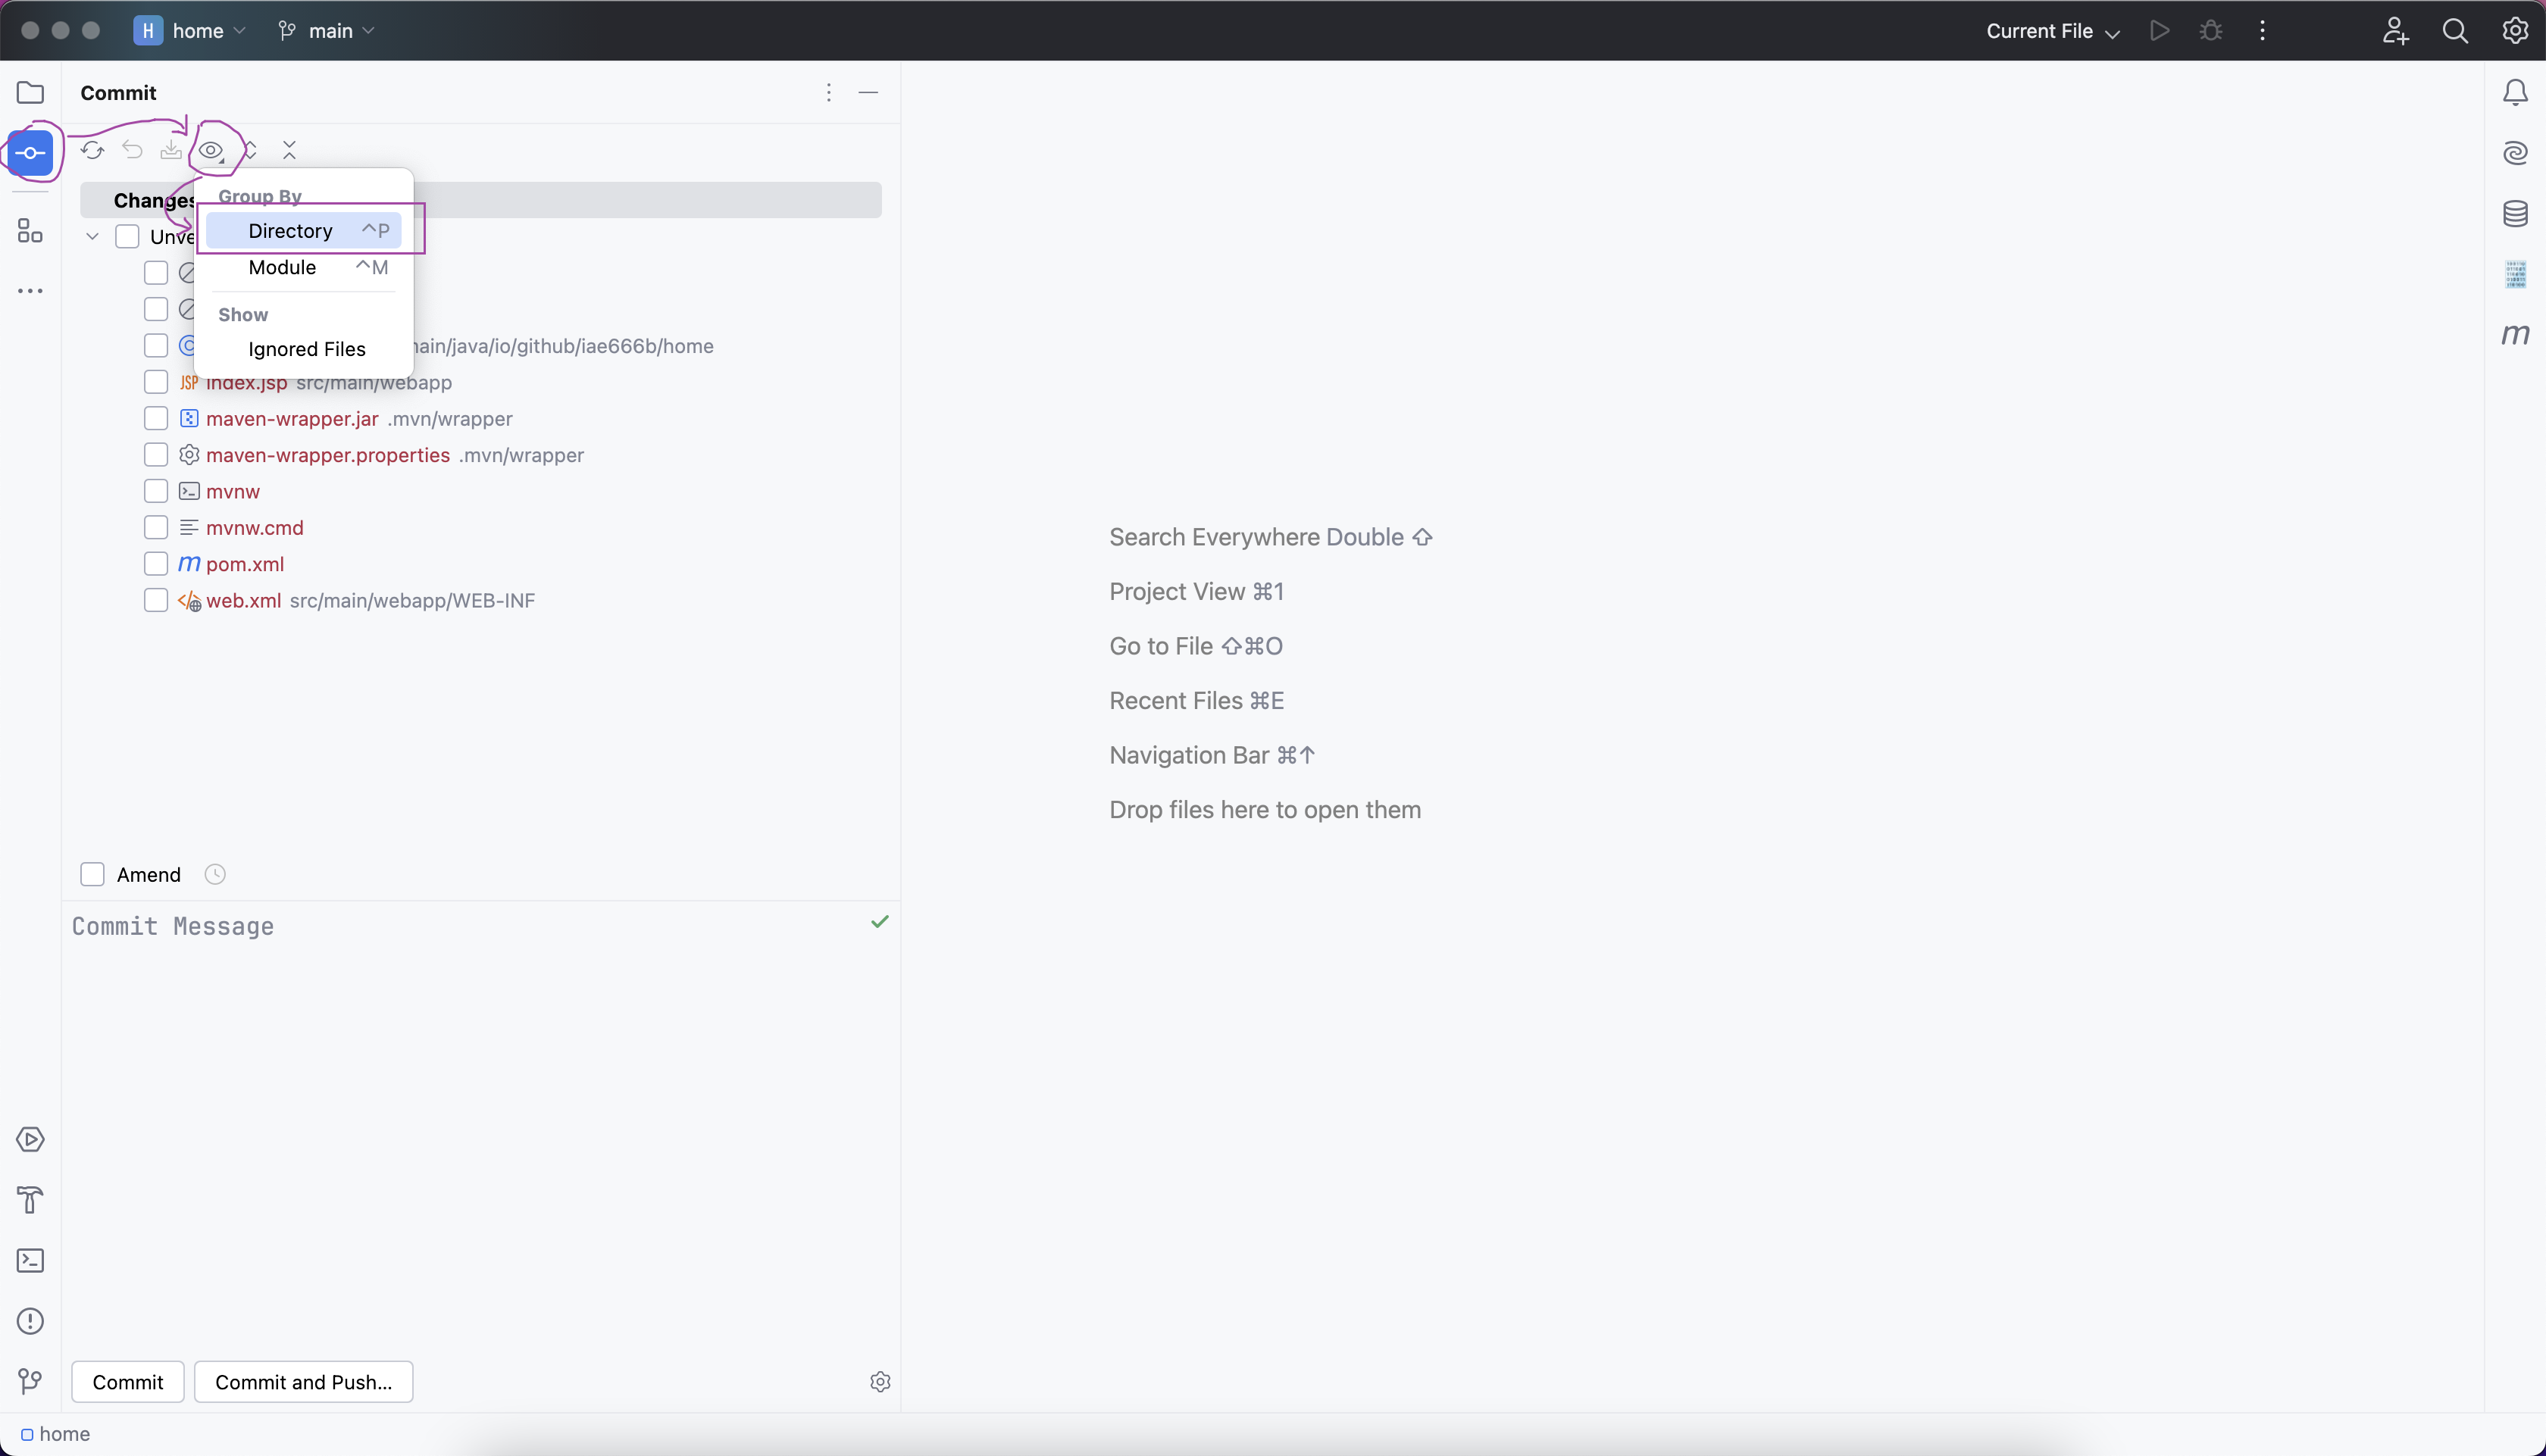 H home main Current File
Commit
Changes
Group By
Directory ^P
Module ^M
Show
Ignored Files
ain/java/io/github/iae666b/home
JSP index.jsp src/main/webapp
maven-wrapper.jar .mvn/wrapper
maven-wrapper.properties .mvn/wrapper
mvnw
mvnw.cmd
m pom.xml
web.xml src/main/webapp/WEB-INF
Search Everywhere Double ⇧
Project View ⌘1
Go to File ⇧⌘O
Recent Files ⌘E
Navigation Bar ⌘↑
Drop files here to open them
Amend
Commit Message
Commit Commit and Push...
home
m